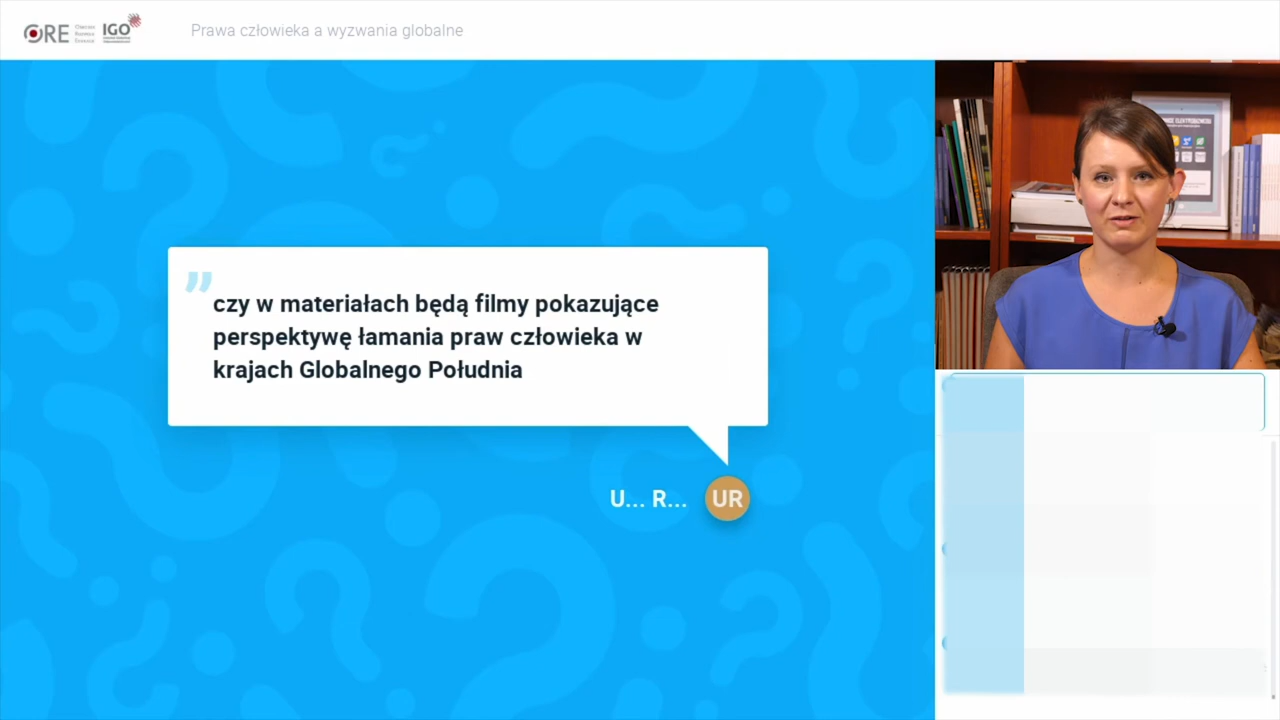 ORE
IGO
Prawa człowieka a wyzwania globalne
”
czy w materiałach będą filmy pokazujące
perspektywę łamania praw człowieka w
krajach Globalnego Południa
U... R...
UR